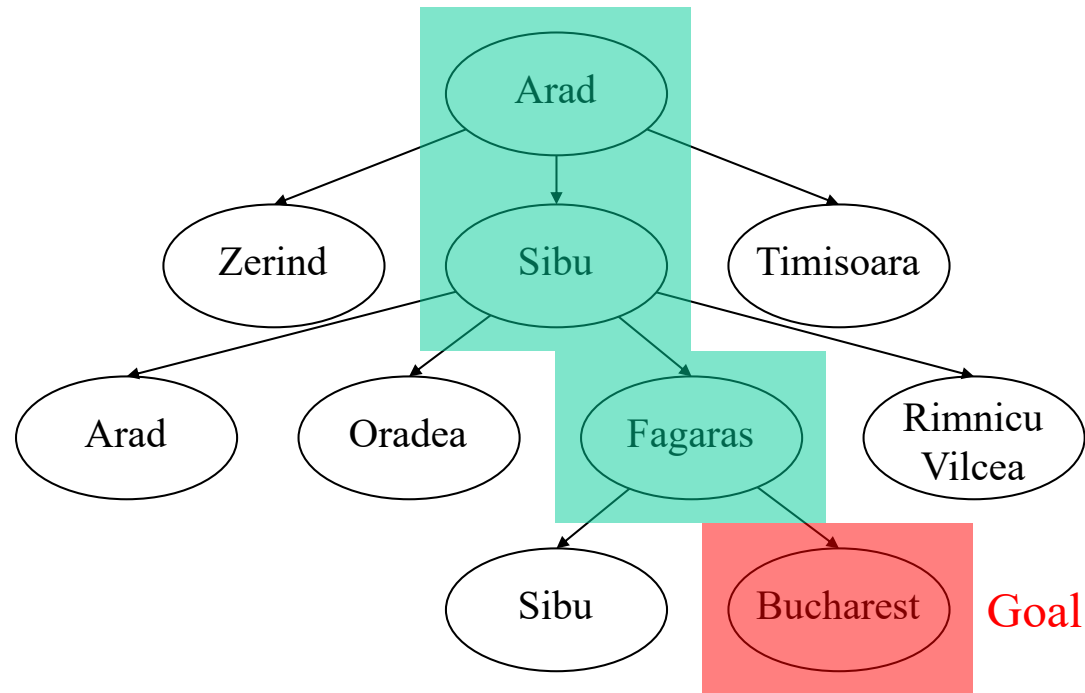 Arad
Zerind
Sibu
Timisoara
Arad
Oradea
Fagaras
Rimnicu
Vilcea
Sibu
Bucharest
Goal